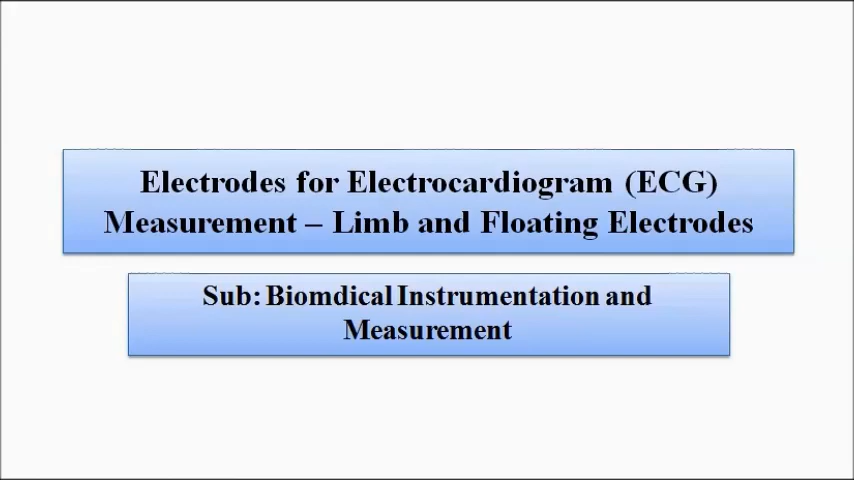 Electrodes for Electrocardiogram (ECG)
Measurement – Limb and Floating Electrodes
Sub: Biomdical Instrumentation and
Measurement